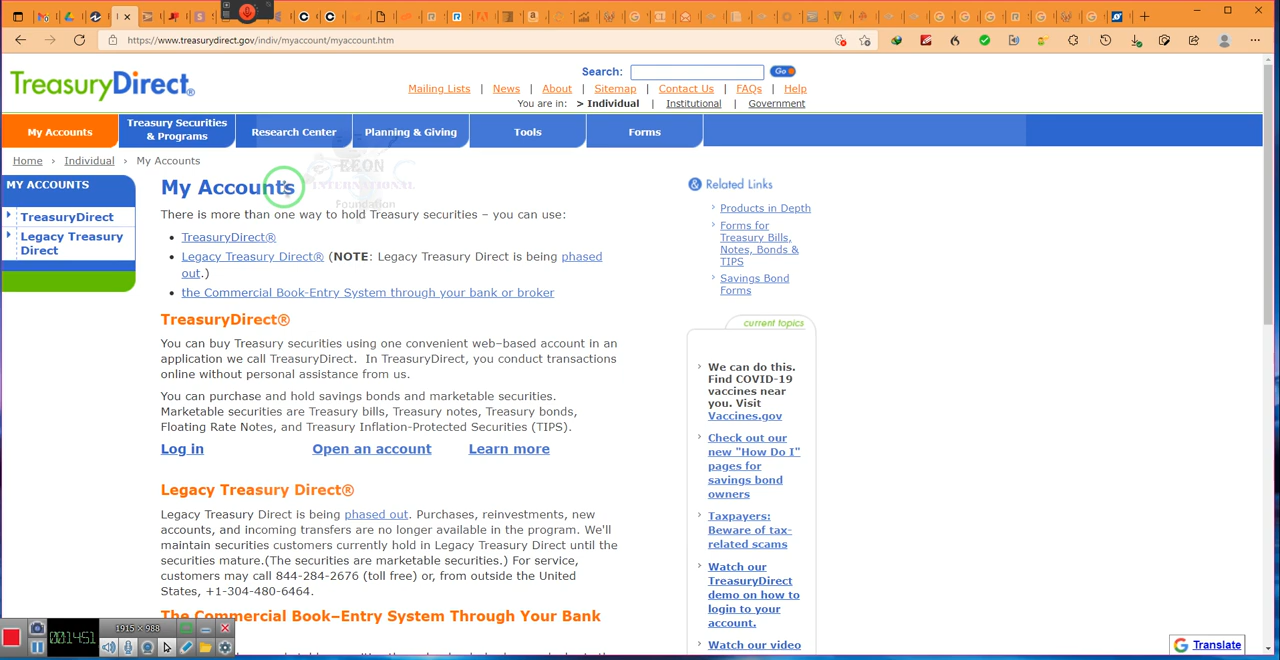 https://www.treasurydirect.gov/indiv/myaccount/myaccount.htm
TreasuryDirect®
Search:
Go
Mailing Lists | News | About | Sitemap | Contact Us | FAQs | Help
You are in: > Individual | Institutional | Government
My Accounts
Treasury Securities
& Programs
Research Center
Planning & Giving
Tools
Forms
Home > Individual > My Accounts
MY ACCOUNTS
TreasuryDirect
Legacy Treasury
Direct
EEON
INTERNATIONAL
Foundation
My Accounts
There is more than one way to hold Treasury securities – you can use:
• TreasuryDirect®
• Legacy Treasury Direct® (NOTE: Legacy Treasury Direct is being phased
out.)
• the Commercial Book-Entry System through your bank or broker
TreasuryDirect®
You can buy Treasury securities using one convenient web–based account in an
application we call TreasuryDirect. In TreasuryDirect, you conduct transactions
online without personal assistance from us.
You can purchase and hold savings bonds and marketable securities.
Marketable securities are Treasury bills, Treasury notes, Treasury bonds,
Floating Rate Notes, and Treasury Inflation-Protected Securities (TIPS).
Log in
Open an account
Learn more
Legacy Treasury Direct®
Legacy Treasury Direct is being phased out. Purchases, reinvestments, new
accounts, and incoming transfers are no longer available in the program. We'll
maintain securities customers currently hold in Legacy Treasury Direct until the
securities mature.(The securities are marketable securities.) For service,
customers may call 844-284-2676 (toll free) or, from outside the United
States, +1-304-480-6464.
The Commercial Book–Entry System Through Your Bank
& Related Links
Products in Depth
Forms for
Treasury Bills,
Notes, Bonds &
TIPS
Savings Bond
Forms
current topics
We can do this.
Find COVID-19
vaccines near
you. Visit
Vaccines.gov
Check out our
new "How Do I"
pages for
savings bond
owners
Taxpayers:
Beware of tax-
related scams
Watch our
TreasuryDirect
demo on how to
login to your
account.
Watch our video
1915 × 988
Translate